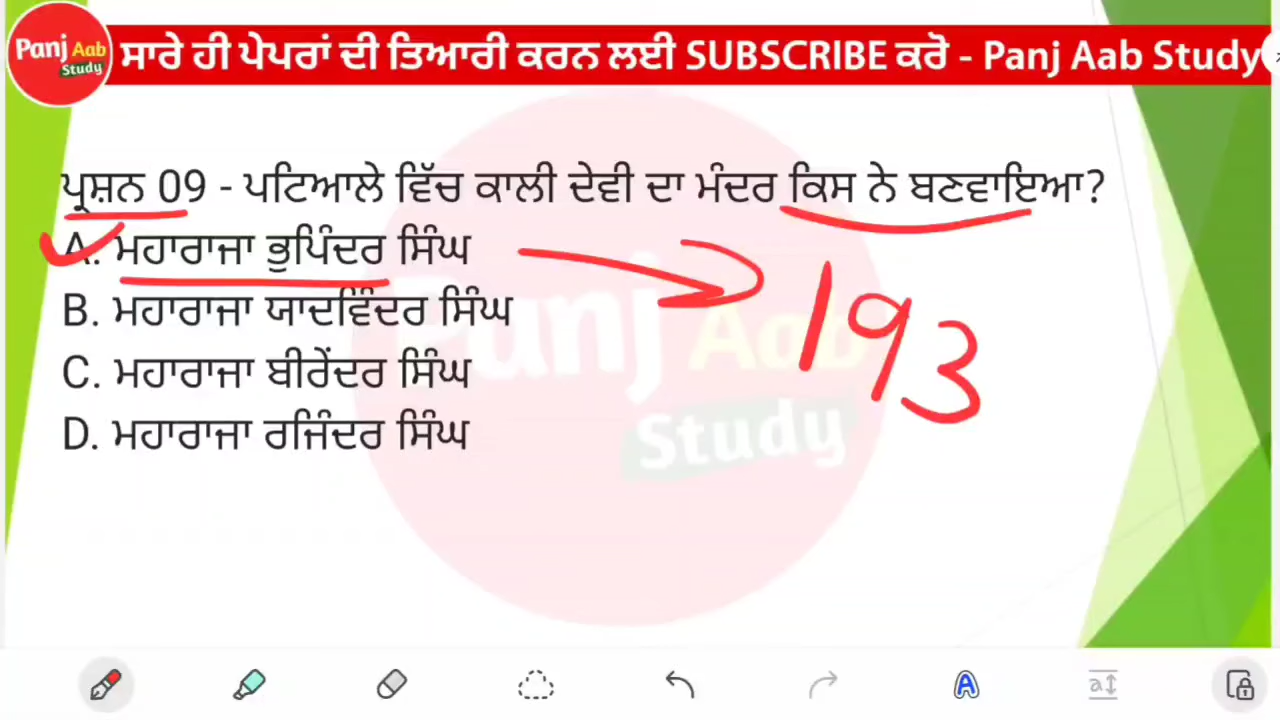 Panj Aab Study
ਸਾਰੇ ਹੀ ਪੇਪਰਾਂ ਦੀ ਤਿਆਰੀ ਕਰਨ ਲਈ SUBSCRIBE ਕਰੋ - Panj Aab Study
ਪ੍ਰਸ਼ਨ 09 - ਪਟਿਆਲੇ ਵਿੱਚ ਕਾਲੀ ਦੇਵੀ ਦਾ ਮੰਦਰ ਕਿਸ ਨੇ ਬਣਵਾਇਆ?
A. ਮਹਾਰਾਜਾ ਭੁਪਿੰਦਰ ਸਿੰਘ
193
B. ਮਹਾਰਾਜਾ ਯਾਦਵਿੰਦਰ ਸਿੰਘ
C. ਮਹਾਰਾਜਾ ਬੀਰੇਂਦਰ ਸਿੰਘ
D. ਮਹਾਰਾਜਾ ਰਜਿੰਦਰ ਸਿੰਘ
Panj Aab
Study